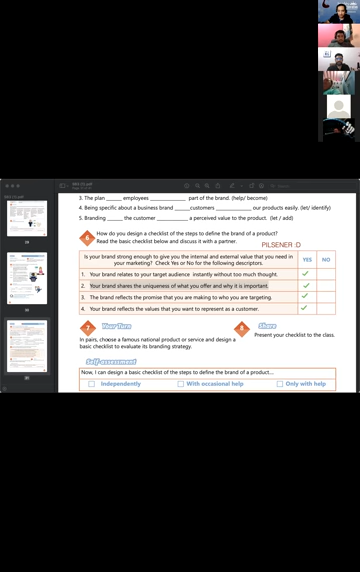 3. The plan ______ employees ______________ part of the brand. (help/ become)
4. Being specific about a business brand _____customers ______________ our products easily. (let/ identify)
5. Branding ______ the customer ____________ a perceived value to the product. (let / add)
6
How do you design a checklist of the steps to define the brand of a product?
Read the basic checklist below and discuss it with a partner.
PILSENER :D
Is your brand strong enough to give you the internal and external value that you need in
your marketing? Check Yes or No for the following descriptors.
YES
NO
1. Your brand relates to your target audience instantly without too much thought.
2. Your brand shares the uniqueness of what you offer and why it is important.
3. The brand reflects the promise that you are making to who you are targeting.
4. Your brand reflects the values that you want to represent as a customer.
7
Your Turn
In pairs, choose a famous national product or service and design a
basic checklist to evaluate its branding strategy.
8
Share
Present your checklist to the class.
Self-assessment
Now, I can design a basic checklist of the steps to define the brand of a product...
Independently
With occasional help
Only with help